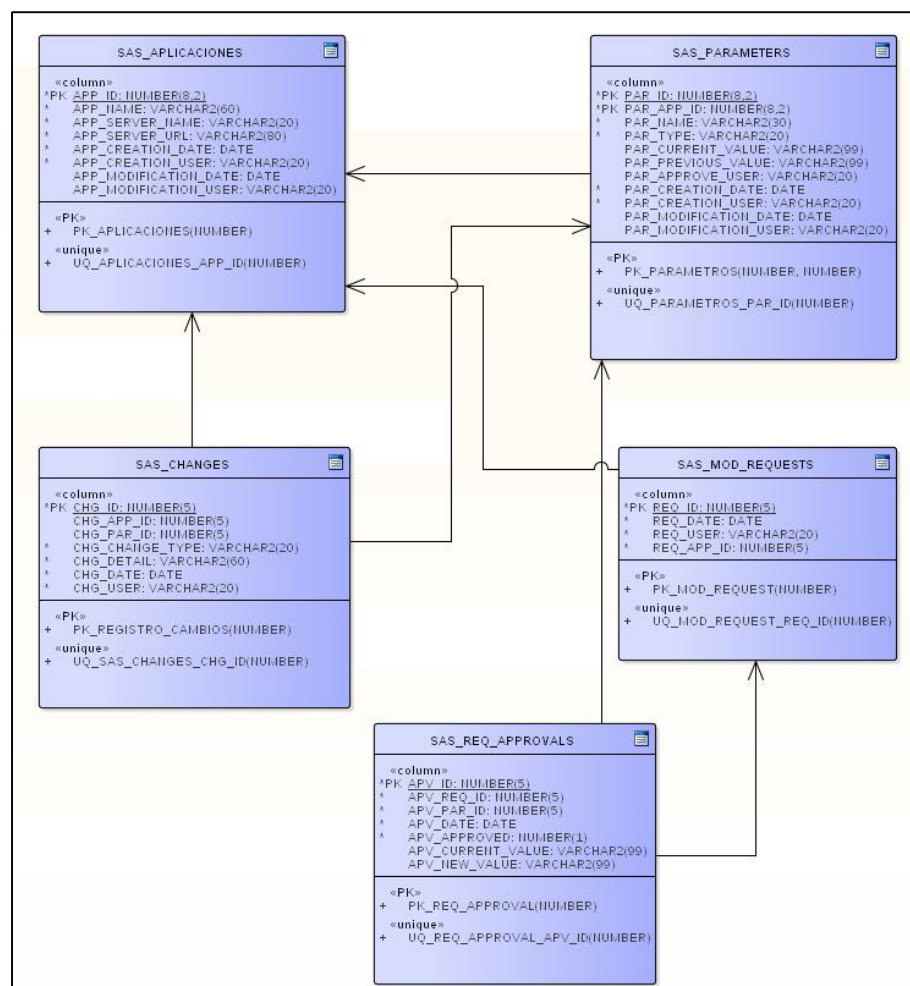 SAS_APLICACIONES
«column»
*PK APP_ID: NUMBER(8,2)
* APP_NAME: VARCHAR2(60)
* APP_SERVER_NAME: VARCHAR2(20)
* APP_SERVER_URL: VARCHAR2(80)
* APP_CREATION_DATE: DATE
* APP_CREATION_USER: VARCHAR2(20)
APP_MODIFICATION_DATE: DATE
APP_MODIFICATION_USER: VARCHAR2(20)
«PK»
+ PK_APLICACIONES(NUMBER)
«unique»
+ UQ_APLICACIONES_APP_ID(NUMBER)
SAS_PARAMETERS
«column»
*PK PAR_ID: NUMBER(8,2)
*PK PAR_APP_ID: NUMBER(8,2)
* PAR_NAME: VARCHAR2(30)
* PAR_TYPE: VARCHAR2(20)
PAR_CURRENT_VALUE: VARCHAR2(99)
PAR_PREVIOUS_VALUE: VARCHAR2(99)
PAR_APPROVE_USER: VARCHAR2(20)
* PAR_CREATION_DATE: DATE
* PAR_CREATION_USER: VARCHAR2(20)
PAR_MODIFICATION_DATE: DATE
PAR_MODIFICATION_USER: VARCHAR2(20)
«PK»
+ PK_PARAMETROS(NUMBER, NUMBER)
«unique»
+ UQ_PARAMETROS_PAR_ID(NUMBER)
SAS_CHANGES
«column»
*PK CHG_ID: NUMBER(5)
CHG_APP_ID: NUMBER(5)
CHG_PAR_ID: NUMBER(5)
* CHG_CHANGE_TYPE: VARCHAR2(20)
* CHG_DETAIL: VARCHAR2(60)
* CHG_DATE: DATE
* CHG_USER: VARCHAR2(20)
«PK»
+ PK_REGISTRO_CAMBIOS(NUMBER)
«unique»
+ UQ_SAS_CHANGES_CHG_ID(NUMBER)
SAS_MOD_REQUESTS
«column»
*PK REQ_ID: NUMBER(5)
* REQ_DATE: DATE
* REQ_USER: VARCHAR2(20)
* REQ_APP_ID: NUMBER(5)
«PK»
+ PK_MOD_REQUEST(NUMBER)
«unique»
+ UQ_MOD_REQUEST_REQ_ID(NUMBER)
SAS_REQ_APPROVALS
«column»
*PK APV_ID: NUMBER(5)
* APV_REQ_ID: NUMBER(5)
* APV_PAR_ID: NUMBER(5)
* APV_DATE: DATE
* APV_APPROVED: NUMBER(1)
APV_CURRENT_VALUE: VARCHAR2(99)
APV_NEW_VALUE: VARCHAR2(99)
«PK»
+ PK_REQ_APPROVAL(NUMBER)
«unique»
+ UQ_REQ_APPROVAL_APV_ID(NUMBER)